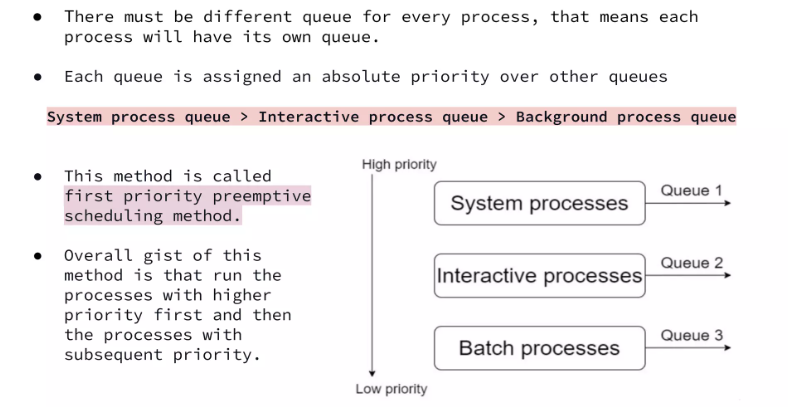 ● There must be different queue for every process, that means each
process will have its own queue.
● Each queue is assigned an absolute priority over other queues
System process queue > Interactive process queue > Background process queue
● This method is called
first priority preemptive
scheduling method.
● Overall gist of this
method is that run the
processes with higher
priority first and then
the processes with
subsequent priority.
High priority
System processes
Queue 1
Interactive processes
Queue 2
Batch processes
Queue 3
Low priority